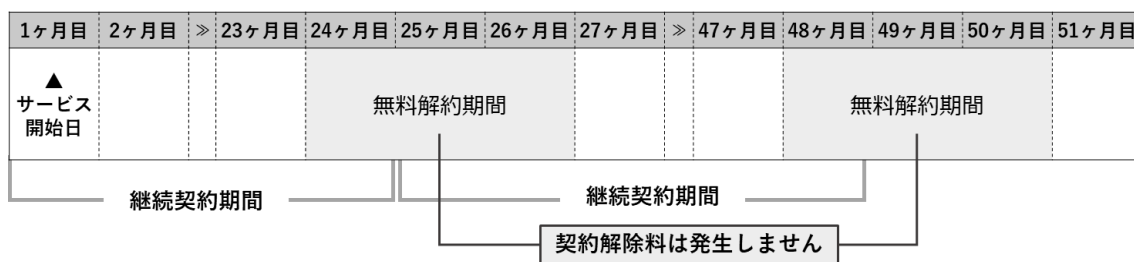 1ヶ月目 2ヶ月目 ≫ 23ヶ月目 24ヶ月目 25ヶ月目 26ヶ月目 27ヶ月目 ≫ 47ヶ月目 48ヶ月目 49ヶ月目 50ヶ月目 51ヶ月目
▲
サービス
開始日
無料解約期間 無料解約期間
継続契約期間 継続契約期間
契約解除料は発生しません